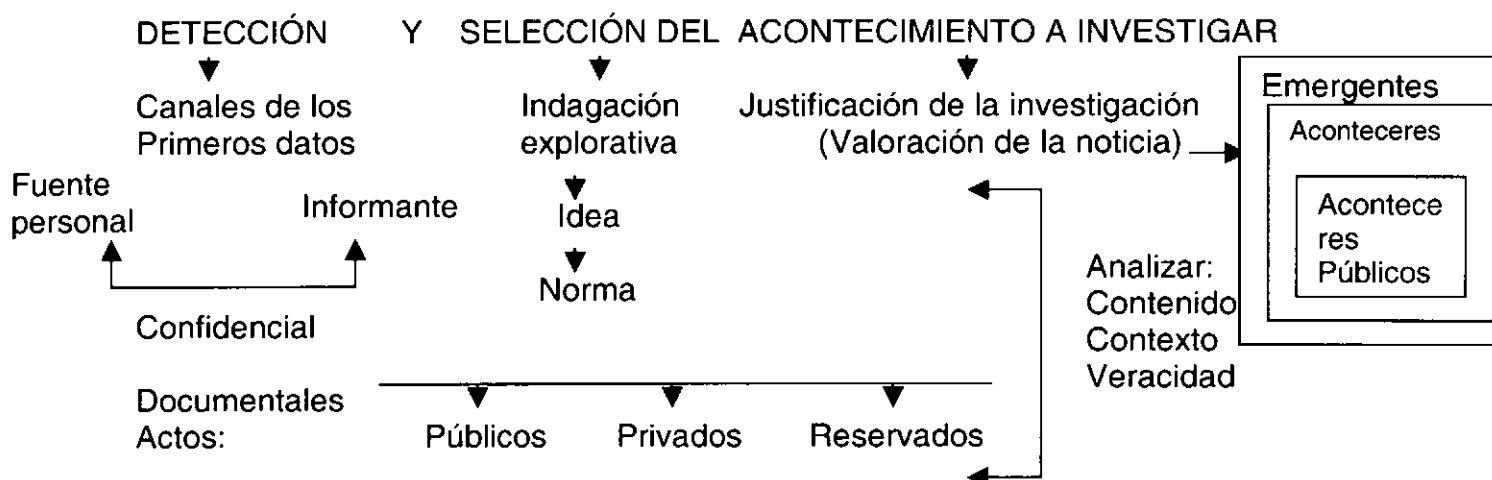 DETECCIÓN Y SELECCIÓN DEL ACONTECIMIENTO A INVESTIGAR
Canales de los
Primeros datos
Indagación
explorativa
Justificación de la investigación
(Valoración de la noticia)
Emergentes
Aconteceres
Acontece
res
Públicos
Fuente
personal
Informante
Idea
Norma
Confidencial
Analizar:
Contenido
Contexto
Veracidad
Documentales
Actos:
Públicos
Privados
Reservados